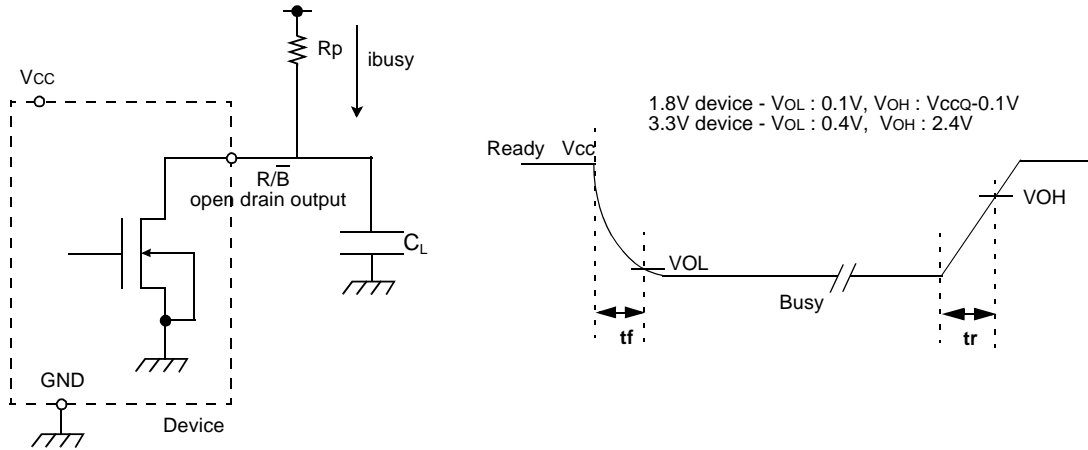 Rp
ibusy
VCC
R/B̅
open drain output
CL
GND
Device
1.8V device - VOL : 0.1V, VOH : VCCQ-0.1V
3.3V device - VOL : 0.4V, VOH : 2.4V
Ready Vcc
VOH
VOL
Busy
tf
tr